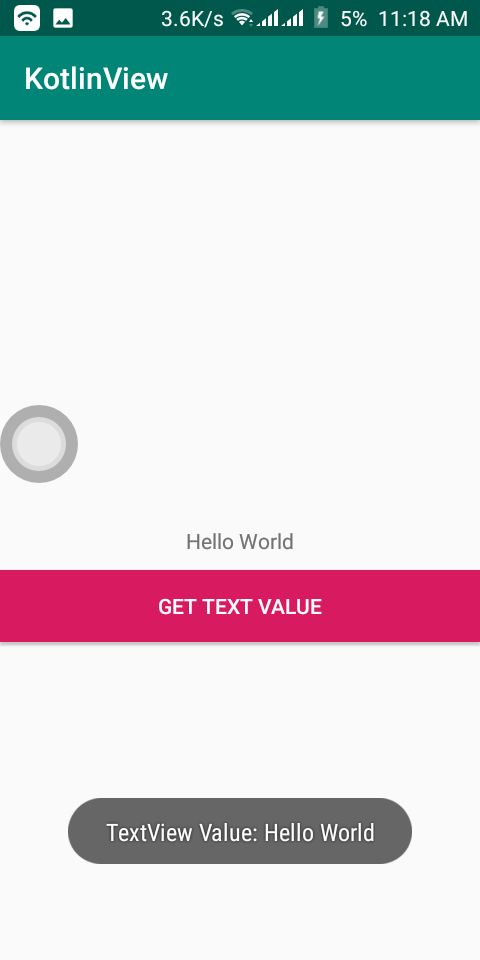 3.6K/s 5% 11:18 AM
KotlinView
Hello World
GET TEXT VALUE
TextView Value: Hello World